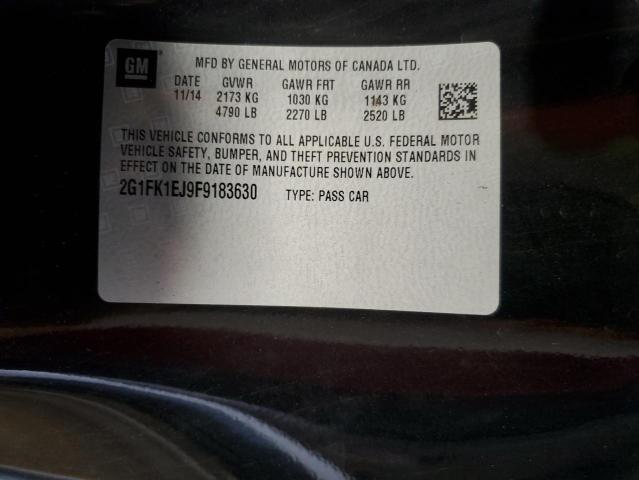 GM
MFD BY GENERAL MOTORS OF CANADA LTD.
DATE GVWR GAWR FRT GAWR RR
11/14 2173 KG 1030 KG 1143 KG
4790 LB 2270 LB 2520 LB
THIS VEHICLE CONFORMS TO ALL APPLICABLE U.S. FEDERAL MOTOR
VEHICLE SAFETY, BUMPER, AND THEFT PREVENTION STANDARDS IN
EFFECT ON THE DATE OF MANUFACTURE SHOWN ABOVE.
2G1FK1EJ9F9183630 TYPE: PASS CAR